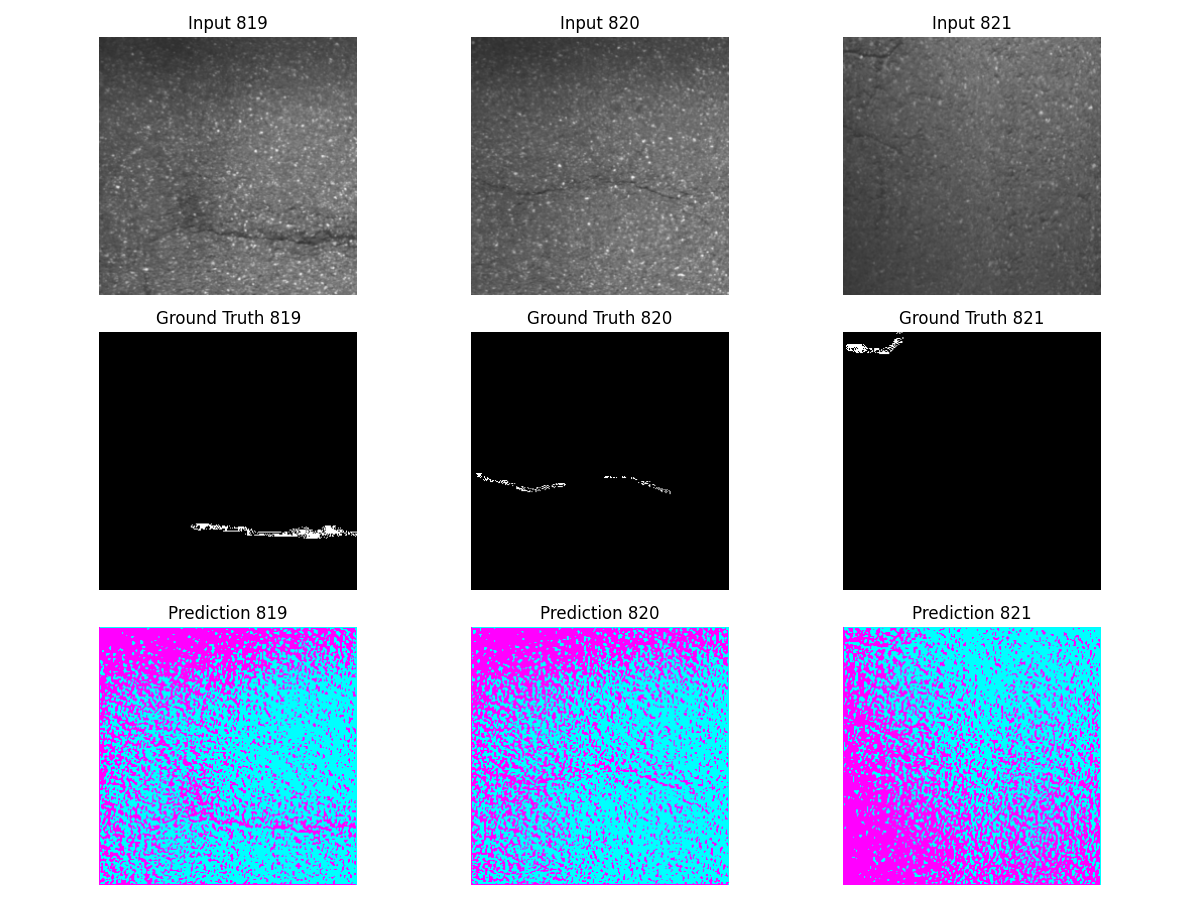 Input 819
Input 820
Input 821
Ground Truth 819
Ground Truth 820
Ground Truth 821
Prediction 819
Prediction 820
Prediction 821